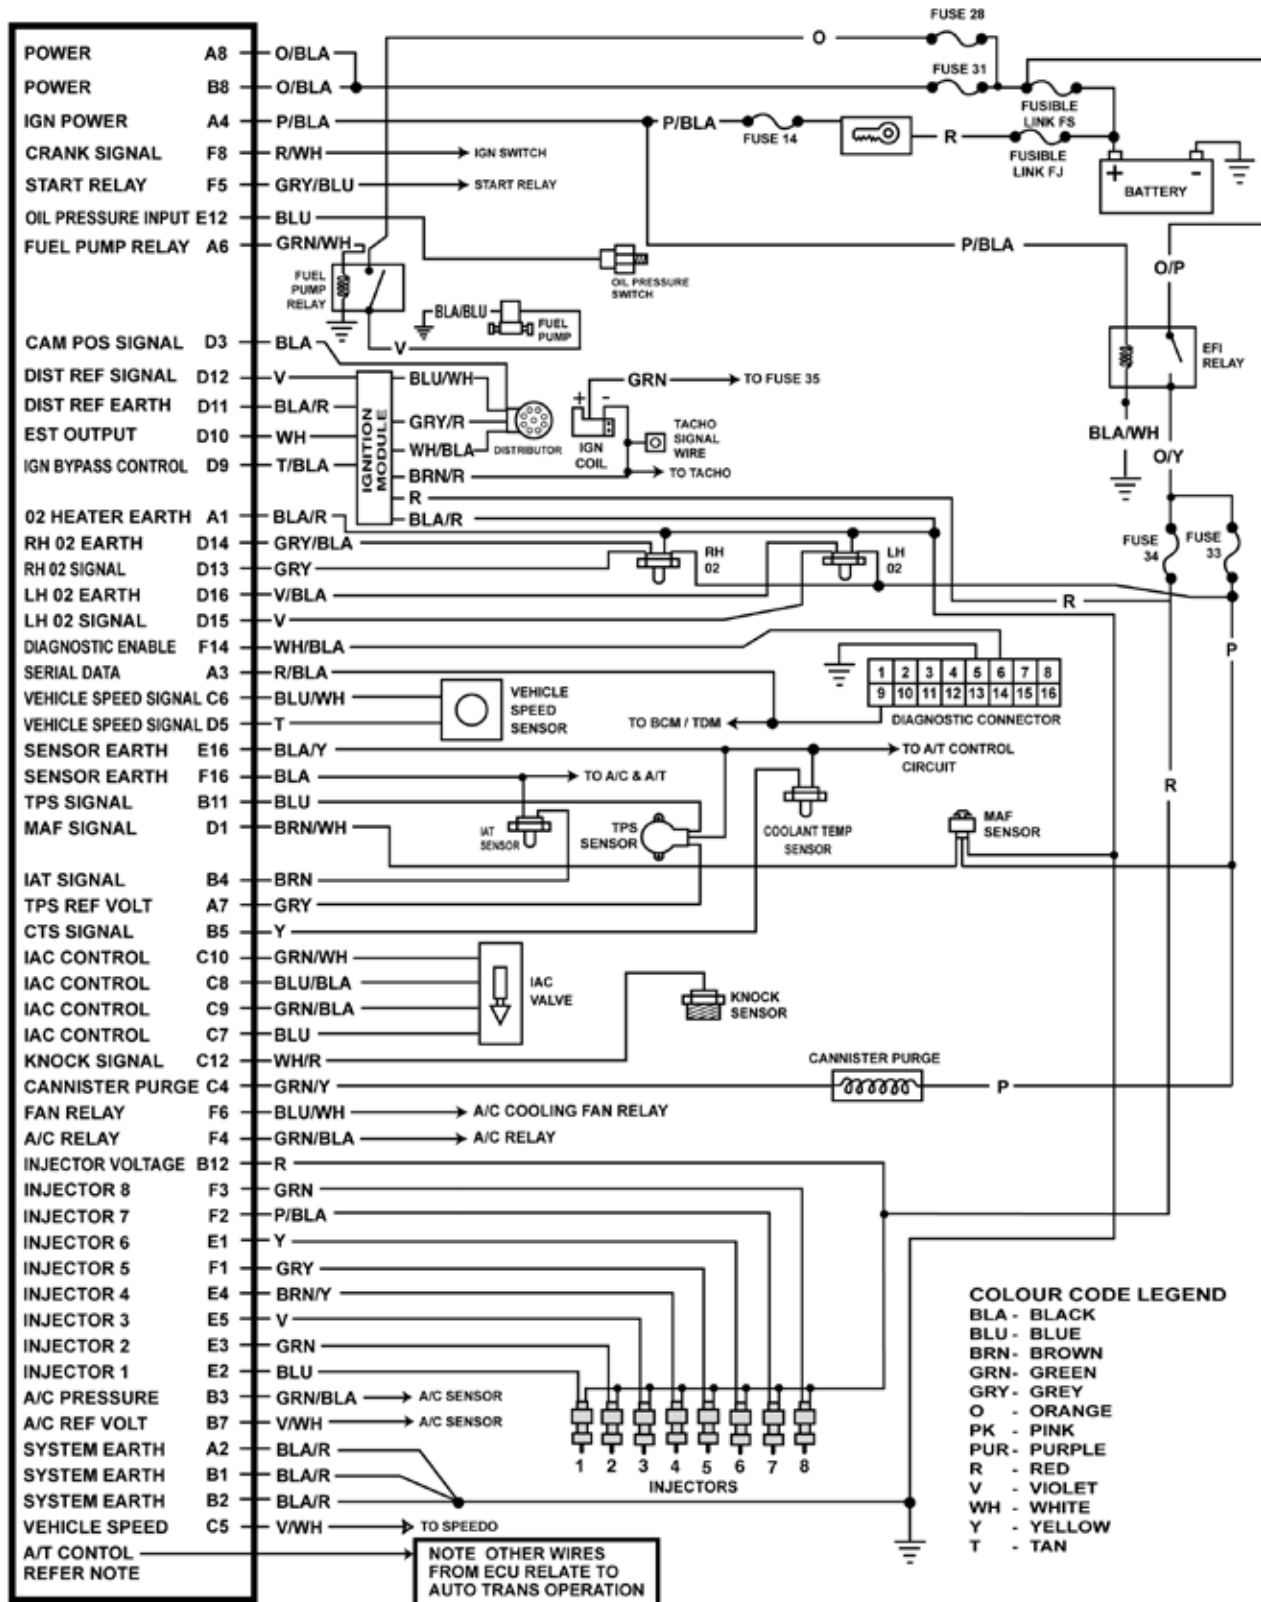 FUSE 28
POWER A8 O/BLA
O
FUSE 31
POWER B8 O/BLA
FUSIBLE
LINK FS
IGN POWER A4 P/BLA
P/BLA
FUSE 14
R
FUSIBLE
LINK FJ
CRANK SIGNAL F8 R/WH IGN SWITCH
START RELAY F5 GRY/BLU START RELAY
+ -
BATTERY
OIL PRESSURE INPUT E12 BLU
FUEL PUMP RELAY A6 GRN/WH
P/BLA
O/P
FUEL
PUMP
RELAY
OIL PRESSURE
SWITCH
BLA/BLU
FUEL
PUMP
V
EFI
RELAY
CAM POS SIGNAL D3 BLA
DIST REF SIGNAL D12 V
BLU/WH
GRN
TO FUSE 35
DIST REF EARTH D11 BLA/R
GRY/R
+ -
EST OUTPUT D10 WH
WH/BLA
DISTRIBUTOR
IGN
COIL
TACHO
SIGNAL
WIRE
BLA/WH
O/Y
IGN BYPASS CONTROL D9 T/BLA
IGNITION
MODULE
BRN/R
TO TACHO
R
BLA/R
02 HEATER EARTH A1 BLA/R
RH 02 EARTH D14 GRY/BLA
RH
02
LH
02
FUSE
34
FUSE
33
RH 02 SIGNAL D13 GRY
LH 02 EARTH D16 V/BLA
R
LH 02 SIGNAL D15 V
DIAGNOSTIC ENABLE F14 WH/BLA
P
SERIAL DATA A3 R/BLA
1 2 3 4 5 6 7 8
9 10 11 12 13 14 15 16
DIAGNOSTIC CONNECTOR
VEHICLE SPEED SIGNAL C6 BLU/WH
VEHICLE
SPEED
SENSOR
VEHICLE SPEED SIGNAL D5 T
TO BCM / TDM
SENSOR EARTH E16 BLA/Y
TO A/T CONTROL
CIRCUIT
SENSOR EARTH F16 BLA
TO A/C & A/T
R
TPS SIGNAL B11 BLU
MAF SIGNAL D1 BRN/WH
IAT
SENSOR
TPS
SENSOR
COOLANT TEMP
SENSOR
MAF
SENSOR
IAT SIGNAL B4 BRN
TPS REF VOLT A7 GRY
CTS SIGNAL B5 Y
IAC CONTROL C10 GRN/WH
IAC CONTROL C8 BLU/BLA
IAC
VALVE
KNOCK
SENSOR
IAC CONTROL C9 GRN/BLA
IAC CONTROL C7 BLU
KNOCK SIGNAL C12 WH/R
CANNISTER PURGE
CANNISTER PURGE C4 GRN/Y
P
FAN RELAY F6 BLU/WH A/C COOLING FAN RELAY
A/C RELAY F4 GRN/BLA A/C RELAY
INJECTOR VOLTAGE B12 R
INJECTOR 8 F3 GRN
INJECTOR 7 F2 P/BLA
INJECTOR 6 E1 Y
INJECTOR 5 F1 GRY
INJECTOR 4 E4 BRN/Y
INJECTOR 3 E5 V
INJECTOR 2 E3 GRN
INJECTOR 1 E2 BLU
A/C PRESSURE B3 GRN/BLA A/C SENSOR
A/C REF VOLT B7 V/WH A/C SENSOR
SYSTEM EARTH A2 BLA/R
1 2 3 4 5 6 7 8
INJECTORS
SYSTEM EARTH B1 BLA/R
SYSTEM EARTH B2 BLA/R
VEHICLE SPEED C5 V/WH TO SPEEDO
A/T CONTOL
REFER NOTE
NOTE OTHER WIRES
FROM ECU RELATE TO
AUTO TRANS OPERATION
COLOUR CODE LEGEND
BLA - BLACK
BLU - BLUE
BRN - BROWN
GRN- GREEN
GRY - GREY
O - ORANGE
PK - PINK
PUR - PURPLE
R - RED
V - VIOLET
WH - WHITE
Y - YELLOW
T - TAN